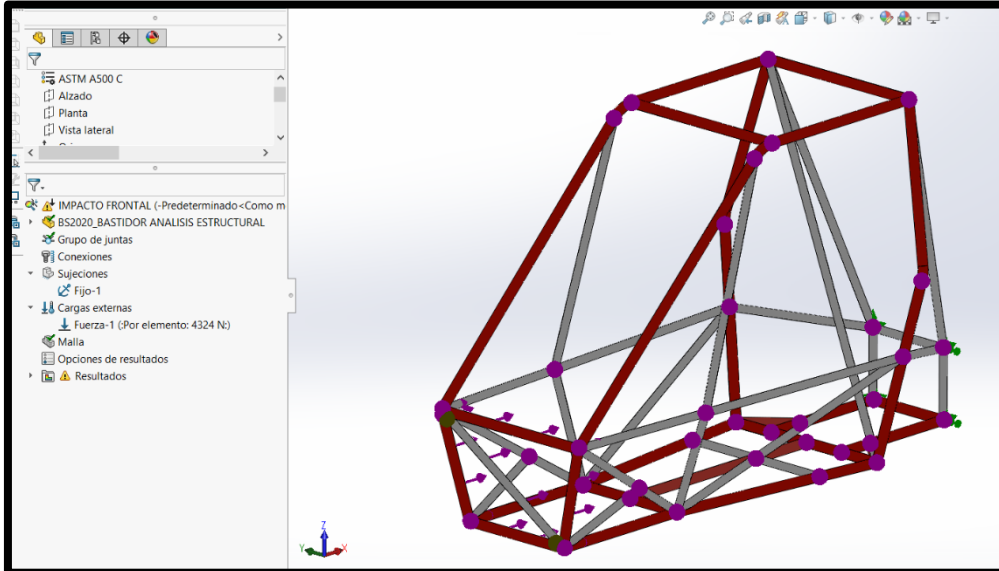 ASTM A500 C
Alzado
Planta
Vista lateral
IMPACTO FRONTAL (-Predeterminado<Como m
BS2020_BASTIDOR ANALISIS ESTRUCTURAL
Grupo de juntas
Conexiones
Sujeciones
Fijo-1
Cargas externas
Fuerza-1 (:Por elemento: 4324 N:)
Malla
Opciones de resultados
Resultados
Z
Y
X